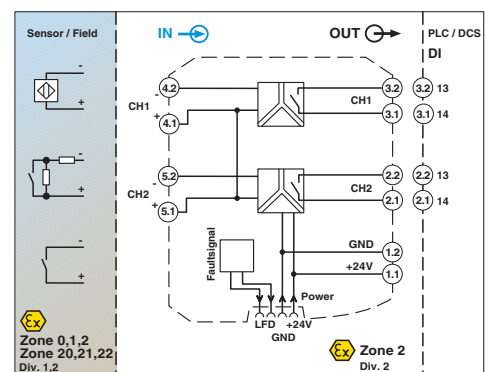 Sensor / Field
IN
OUT
PLC / DCS
DI
-
+
-
+
-
+
4.2
-
CH1
+
4.1
5.2
-
CH2
+
5.1
3.2
3.2 13
CH1
3.1
3.1 14
2.2
2.2 13
CH2
2.1
2.1 14
GND
1.2
+24V
1.1
Faultsignal
Power
LFD
+24V
GND
Ex
Zone 0,1,2
Zone 20,21,22
Div. 1,2
Ex
Zone 2
Div. 2